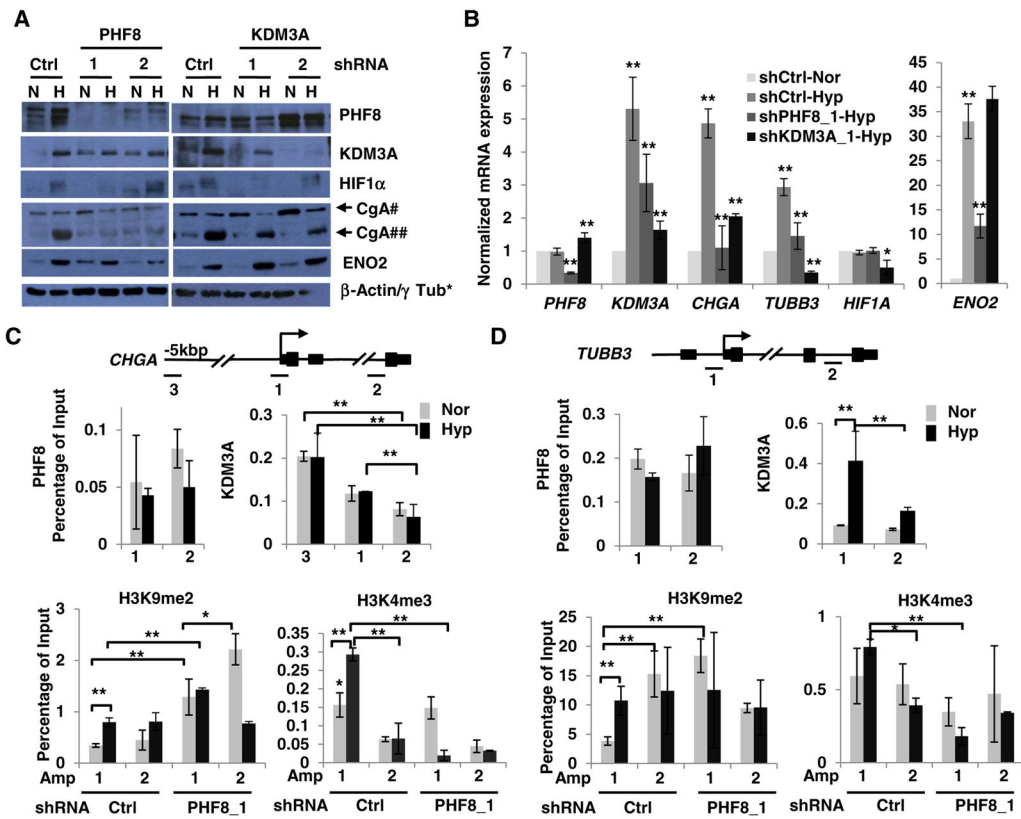 A
PHF8 KDM3A
Ctrl 1 2 Ctrl 1 2 shRNA
N H N H N H N H N H N H
PHF8
KDM3A
HIF1α
CgA#
CgA##
ENO2
β-Actin/γ Tub*
B
Normalized mRNA expression
7
6
5
4
3
2
1
0
** ** ** ** ** ** ** ** ** ** ** ** *
shCtrl-Nor
shCtrl-Hyp
shPHF8_1-Hyp
shKDM3A_1-Hyp
PHF8 KDM3A CHGA TUBB3 HIF1A
45
40
35
30
25
20
15
10
5
0
**
**
ENO2
C
CHGA -5kbp
3 1 2
PHF8
Percentage of Input
0.1
0.05
0
1 2
KDM3A
0.3
0.2
0.1
0
**
**
**
Nor
Hyp
3 1 2
H3K9me2
Percentage of Input
3
2
1
0
*
**
**
**
Amp 1 2 1 2
shRNA Ctrl PHF8_1
H3K4me3
0.35
0.3
0.25
0.2
0.15
0.1
0.05
0
**
** **
*
Amp 1 2 1 2
shRNA Ctrl PHF8_1
D
TUBB3
1 2
PHF8
Percentage of Input
0.3
0.2
0.1
0
1 2
KDM3A
0.6
0.4
0.2
0
** **
Nor
Hyp
1 2
H3K9me2
Percentage of Input
25
20
15
10
5
0
**
**
**
Amp 1 2 1 2
shRNA Ctrl PHF8_1
H3K4me3
1
0.5
0
**
*
Amp 1 2 1 2
shRNA Ctrl PHF8_1